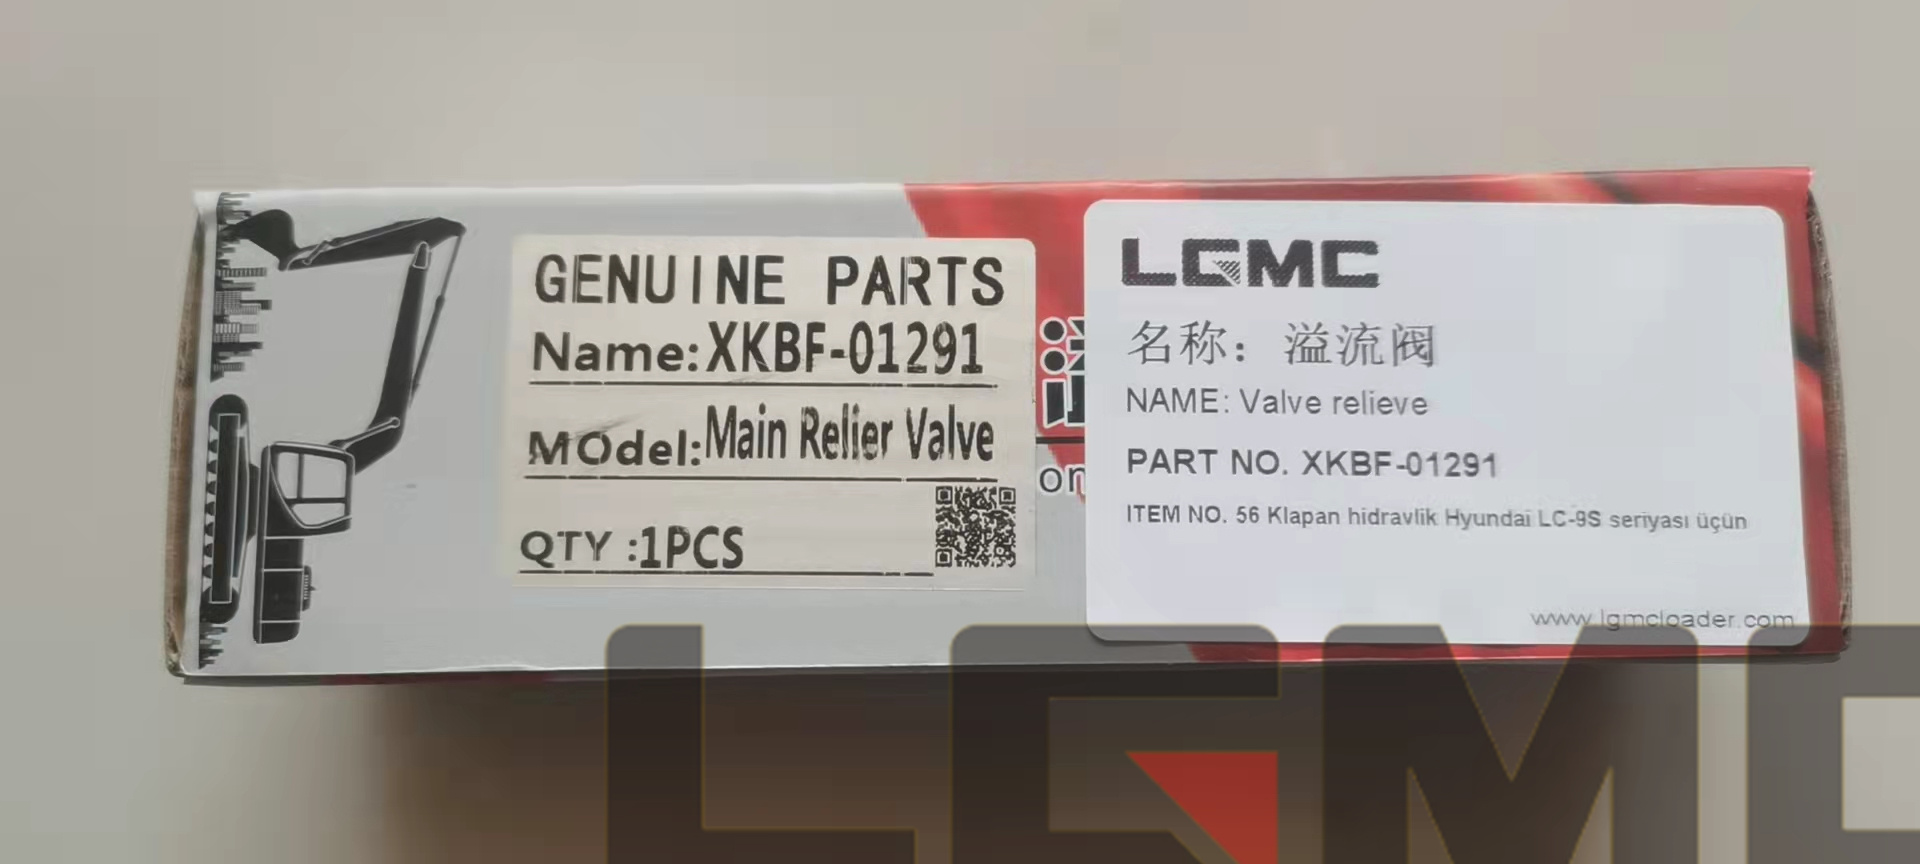 GENUINE PARTS
Name:XKBF-01291
MOdel:Main Relier Valve
QTY :1PCS
on
LGMC
名称：溢流阀
NAME: Valve relieve
PART NO. XKBF-01291
ITEM NO. 56 Klapan hidravlik Hyundai LC-9S seriyası üçün
www.lgmcloader.com
LGMC